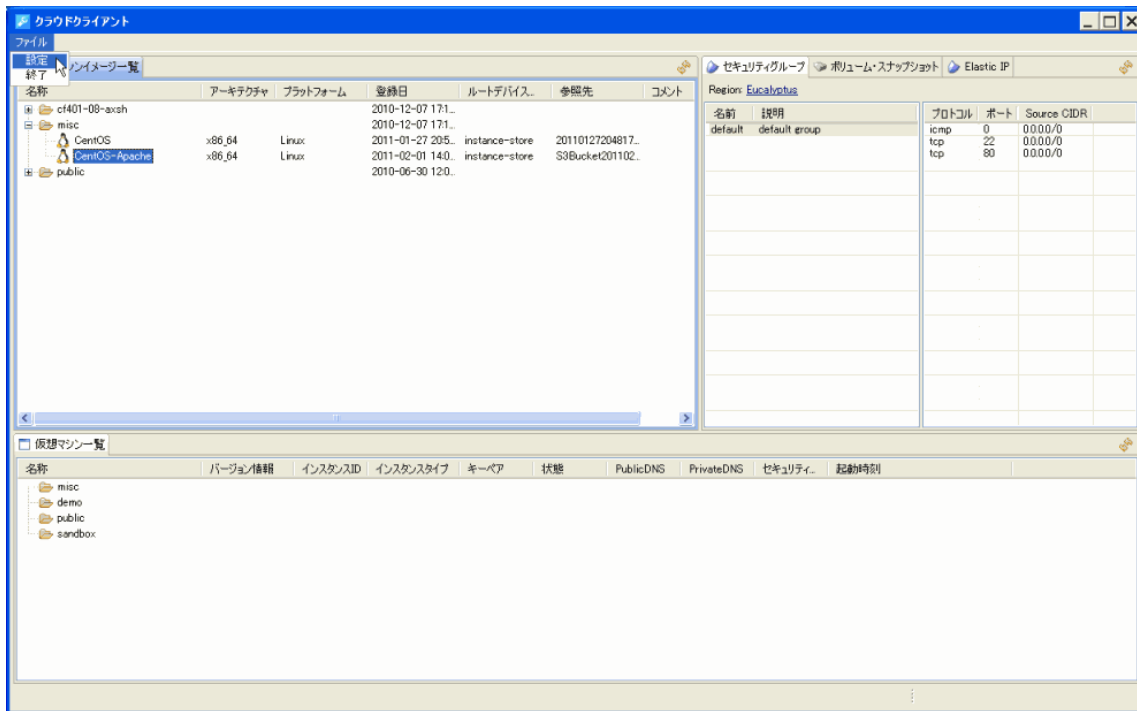 クラウドクライアント
ファイル
設定
終了
シンイメージ一覧
名称 アーキテクチャ プラットフォーム 登録日 ルートデバイス... 参照先 コメント
cf401-08-axsh 2010-12-07 17:1...
misc 2010-12-07 17:1...
CentOS x86_64 Linux 2011-01-27 20:5... instance-store 20110127204817...
CentOS-Apache x86_64 Linux 2011-02-01 14:0... instance-store S3Bucket201102...
public 2010-06-30 12:0...
セキュリティグループ ボリューム・スナップショット Elastic IP
Region: Eucalyptus
名前 説明
default default group
プロトコル ポート Source CIDR
icmp 0 0.0.0.0/0
tcp 22 0.0.0.0/0
tcp 80 0.0.0.0/0
仮想マシン一覧
名称 バージョン情報 インスタンスID インスタンスタイプ キーペア 状態 PublicDNS PrivateDNS セキュリティ... 起動時刻
misc
demo
public
sandbox